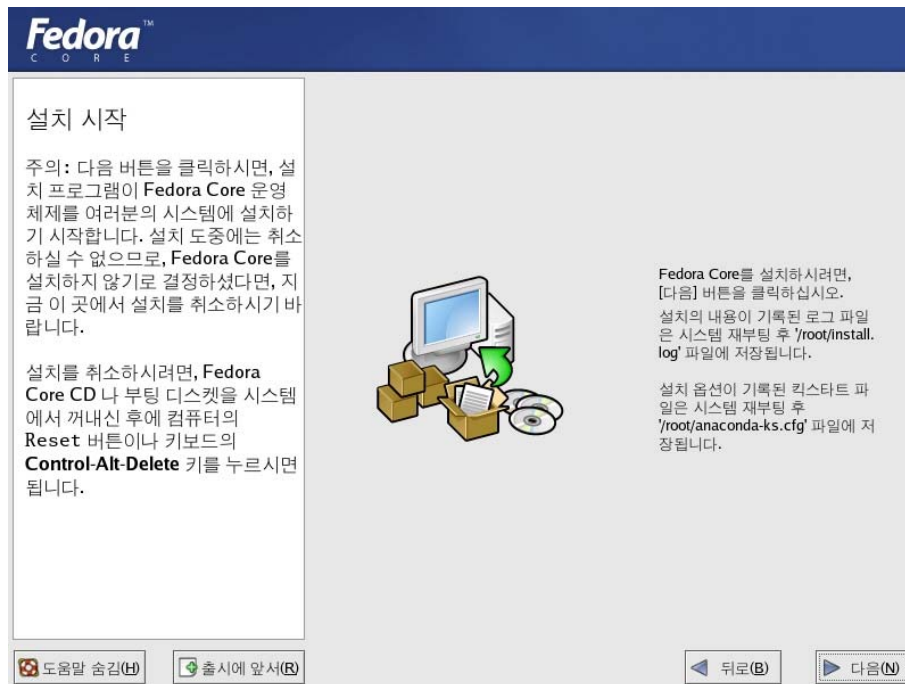 Fedora™
CORE
설치 시작
주의: 다음 버튼을 클릭하시면, 설
치 프로그램이 Fedora Core 운영
체제를 여러분의 시스템에 설치하
기 시작합니다. 설치 도중에는 취소
하실 수 없으므로, Fedora Core를
설치하지 않기로 결정하셨다면, 지
금 이 곳에서 설치를 취소하시기 바
랍니다.
설치를 취소하시려면, Fedora
Core CD 나 부팅 디스켓을 시스템
에서 꺼내신 후에 컴퓨터의
Reset 버튼이나 키보드의
Control-Alt-Delete 키를 누르시면
됩니다.
Fedora Core를 설치하시려면,
[다음] 버튼을 클릭하십시오.
설치의 내용이 기록된 로그 파일
은 시스템 재부팅 후 '/root/install.
log' 파일에 저장됩니다.
설치 옵션이 기록된 킥스타트 파
일은 시스템 재부팅 후
'/root/anaconda-ks.cfg' 파일에 저
장됩니다.
도움말 숨김(H)
출시에 앞서(R)
뒤로(B)
다음(N)